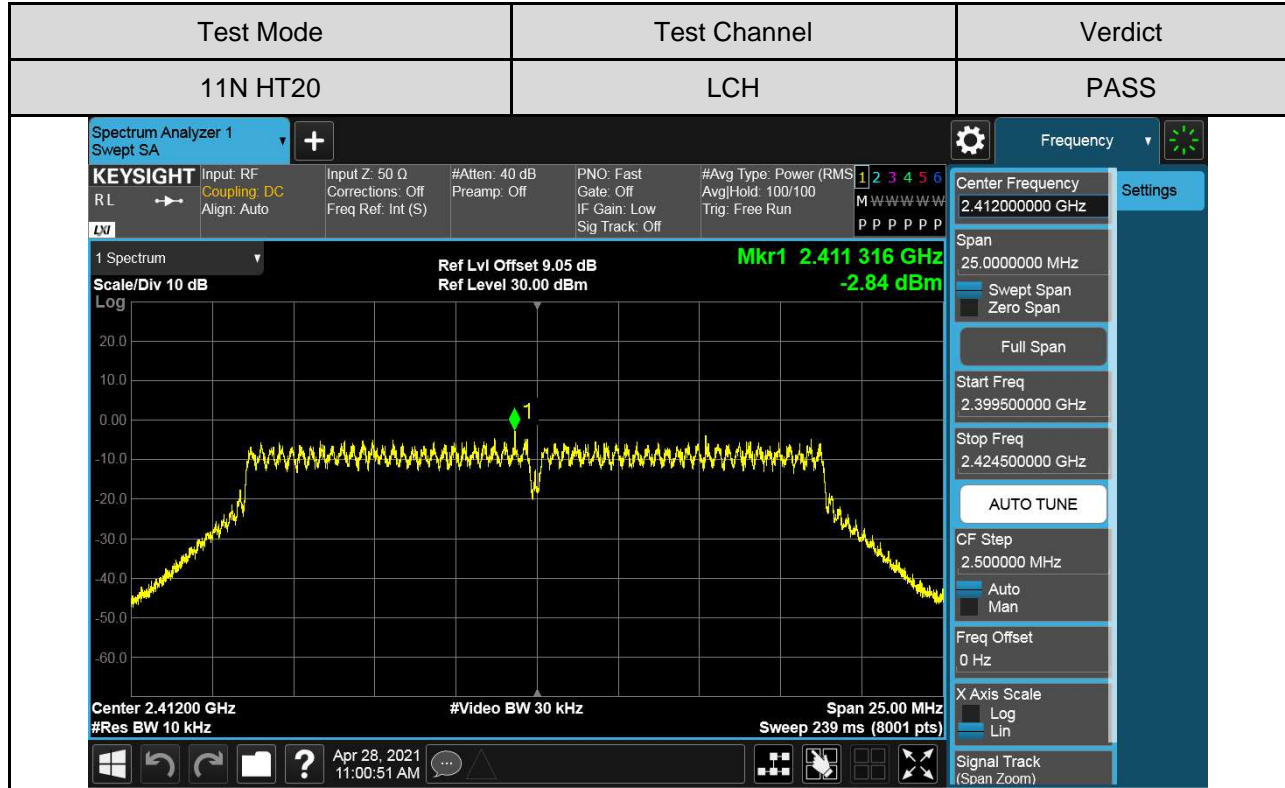 Test Mode Test Channel Verdict
11N HT20 LCH PASS
Spectrum Analyzer 1
Swept SA
+
Frequency
KEYSIGHT
R L
LXI
Input: RF
Coupling: DC
Align: Auto
Input Z: 50 Ω
Corrections: Off
Freq Ref: Int (S)
#Atten: 40 dB
Preamp: Off
PNO: Fast
Gate: Off
IF Gain: Low
Sig Track: Off
#Avg Type: Power (RMS
Avg|Hold: 100/100
Trig: Free Run
1 2 3 4 5 6
M W W W W W
P P P P P P
1 Spectrum
Scale/Div 10 dB
Log
Ref Lvl Offset 9.05 dB
Ref Level 30.00 dBm
Mkr1 2.411 316 GHz
-2.84 dBm
20.0
10.0
0.00
-10.0
-20.0
-30.0
-40.0
-50.0
-60.0
1
Center 2.41200 GHz
#Res BW 10 kHz
#Video BW 30 kHz
Span 25.00 MHz
Sweep 239 ms (8001 pts)
Center Frequency
2.412000000 GHz
Settings
Span
25.0000000 MHz
Swept Span
Zero Span
Full Span
Start Freq
2.399500000 GHz
Stop Freq
2.424500000 GHz
AUTO TUNE
CF Step
2.500000 MHz
Auto
Man
Freq Offset
0 Hz
X Axis Scale
Log
Lin
Signal Track
(Span Zoom)
?
Apr 28, 2021
11:00:51 AM